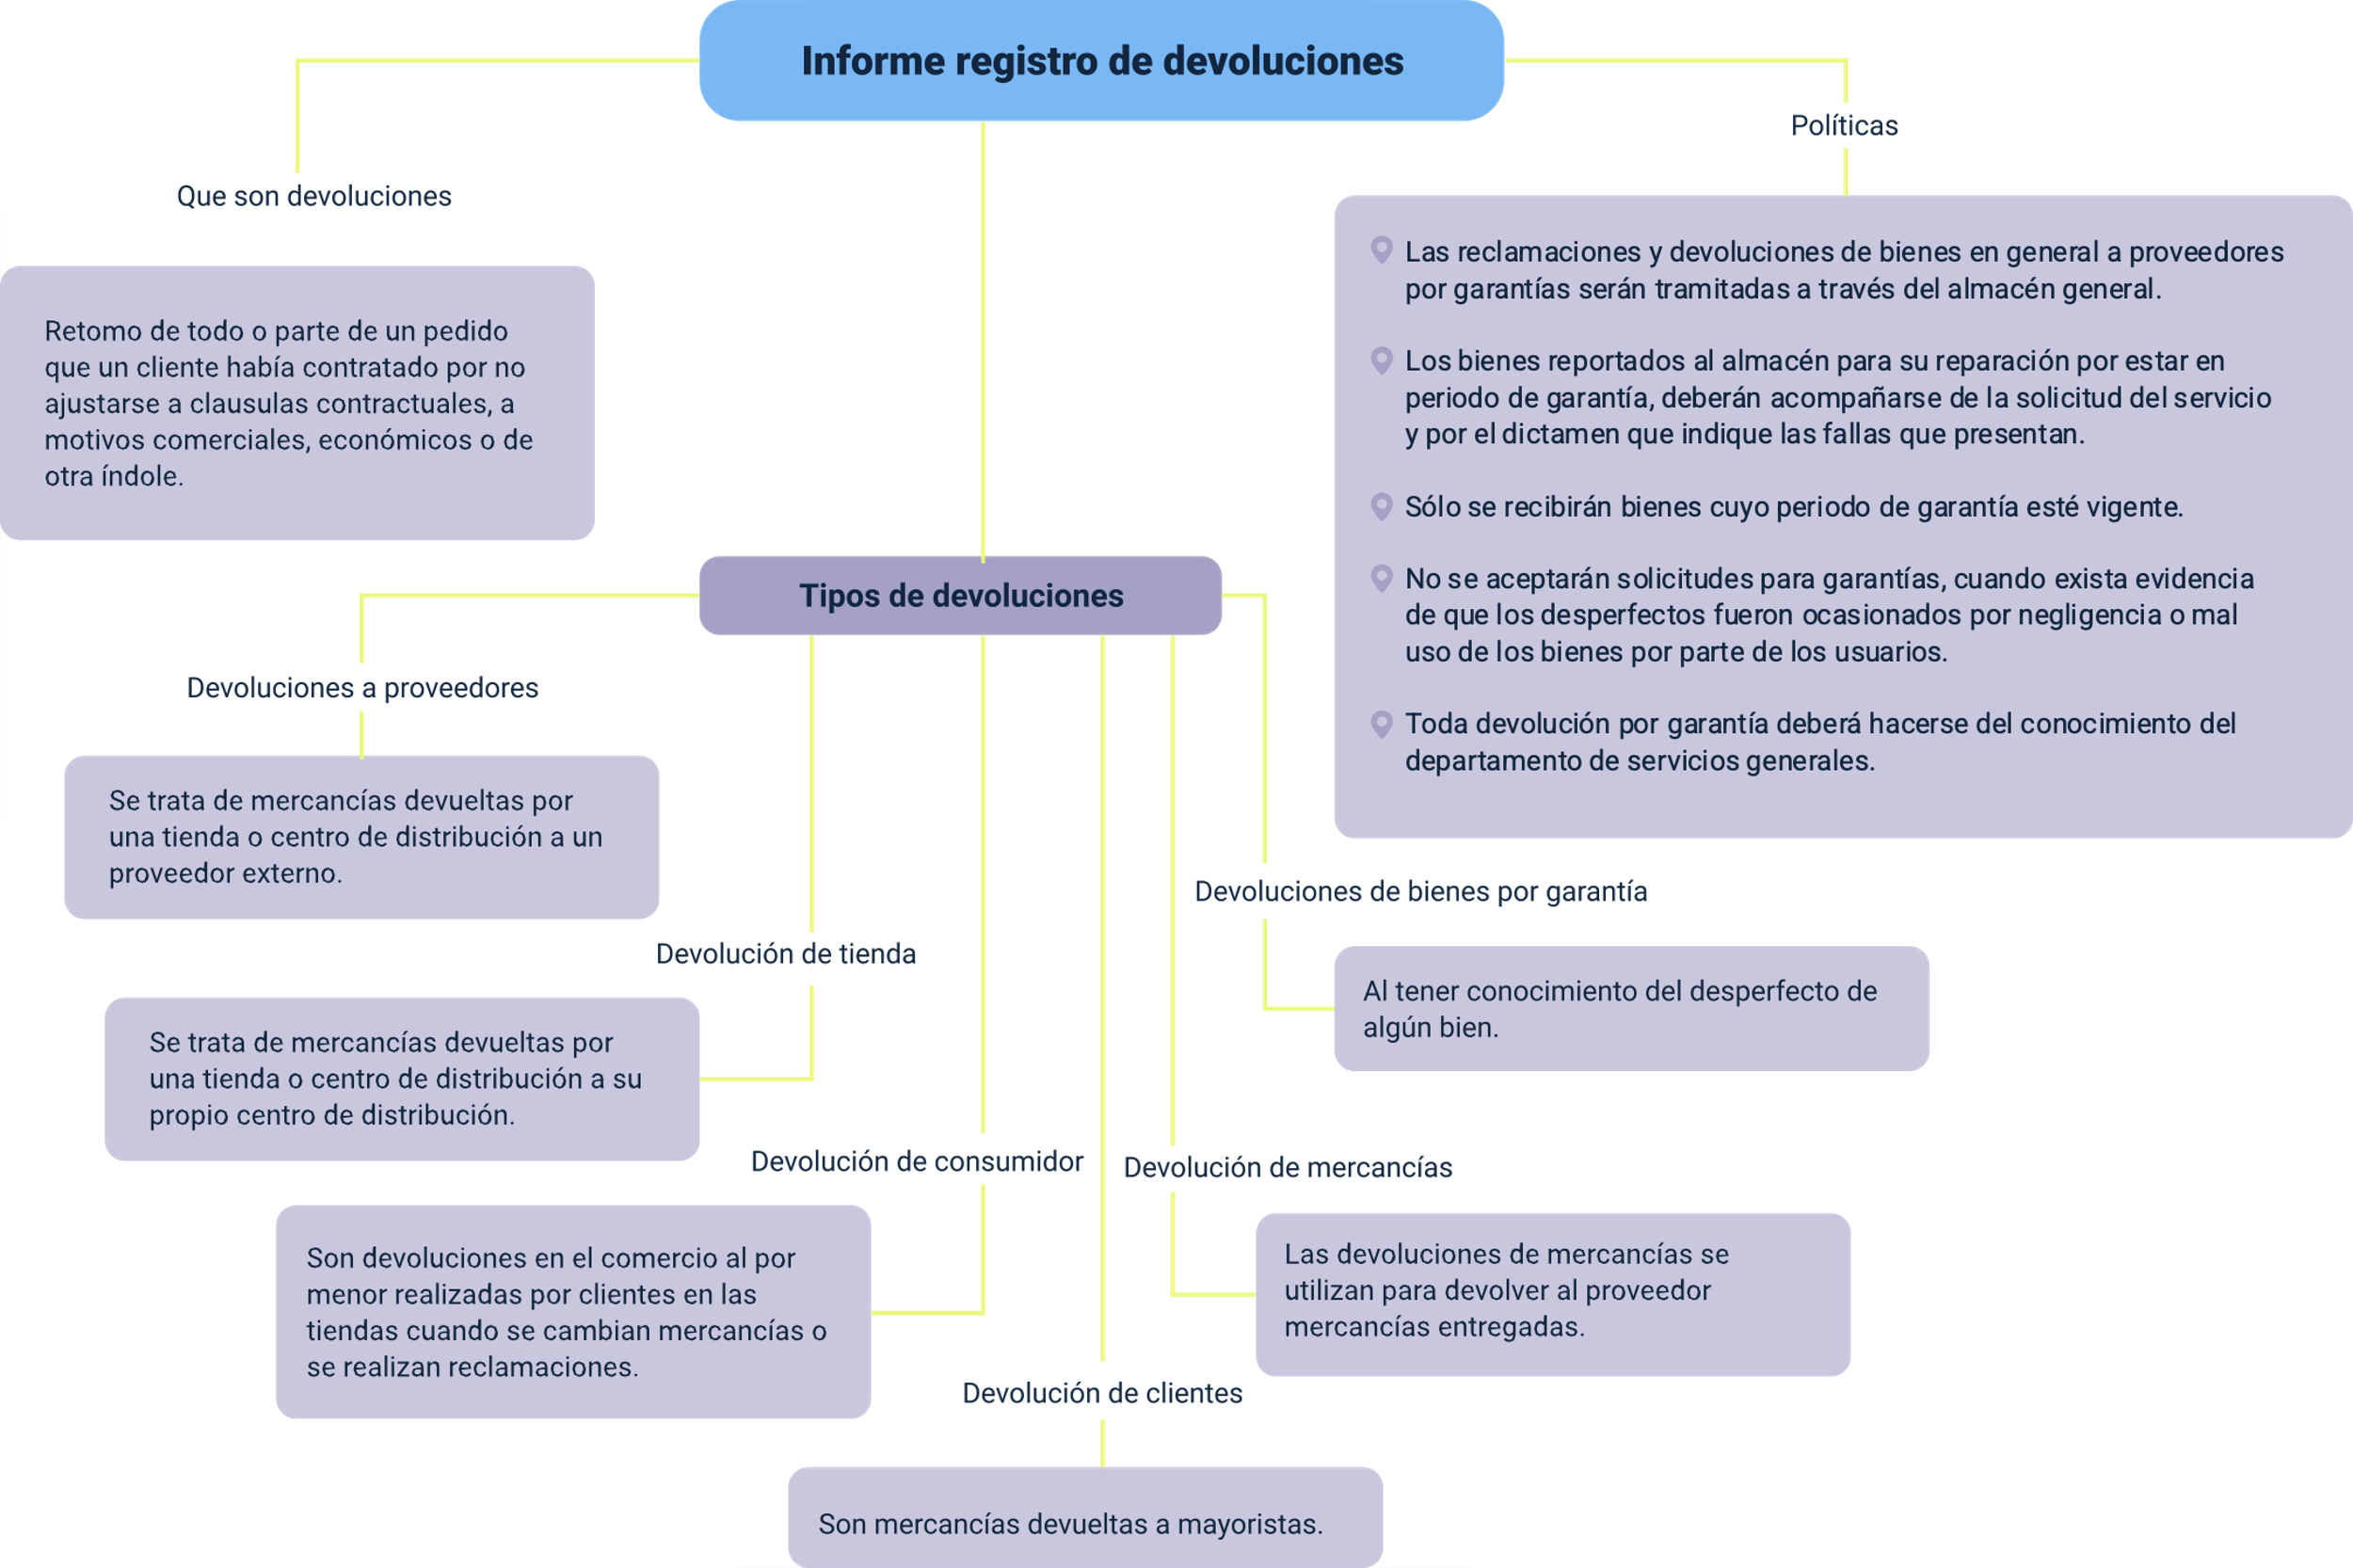 Informe registro de devoluciones
Que son devoluciones
Retomo de todo o parte de un pedido
que un cliente había contratado por no
ajustarse a clausulas contractuales, a
motivos comerciales, económicos o de
otra índole.
Políticas
Las reclamaciones y devoluciones de bienes en general a proveedores
por garantías serán tramitadas a través del almacén general.
Los bienes reportados al almacén para su reparación por estar en
periodo de garantía, deberán acompañarse de la solicitud del servicio
y por el dictamen que indique las fallas que presentan.
Sólo se recibirán bienes cuyo periodo de garantía esté vigente.
No se aceptarán solicitudes para garantías, cuando exista evidencia
de que los desperfectos fueron ocasionados por negligencia o mal
uso de los bienes por parte de los usuarios.
Toda devolución por garantía deberá hacerse del conocimiento del
departamento de servicios generales.
Tipos de devoluciones
Devoluciones a proveedores
Se trata de mercancías devueltas por
una tienda o centro de distribución a un
proveedor externo.
Devolución de tienda
Se trata de mercancías devueltas por
una tienda o centro de distribución a su
propio centro de distribución.
Devolución de consumidor
Son devoluciones en el comercio al por
menor realizadas por clientes en las
tiendas cuando se cambian mercancías o
se realizan reclamaciones.
Devolución de clientes
Son mercancías devueltas a mayoristas.
Devolución de mercancías
Las devoluciones de mercancías se
utilizan para devolver al proveedor
mercancías entregadas.
Devoluciones de bienes por garantía
Al tener conocimiento del desperfecto de
algún bien.